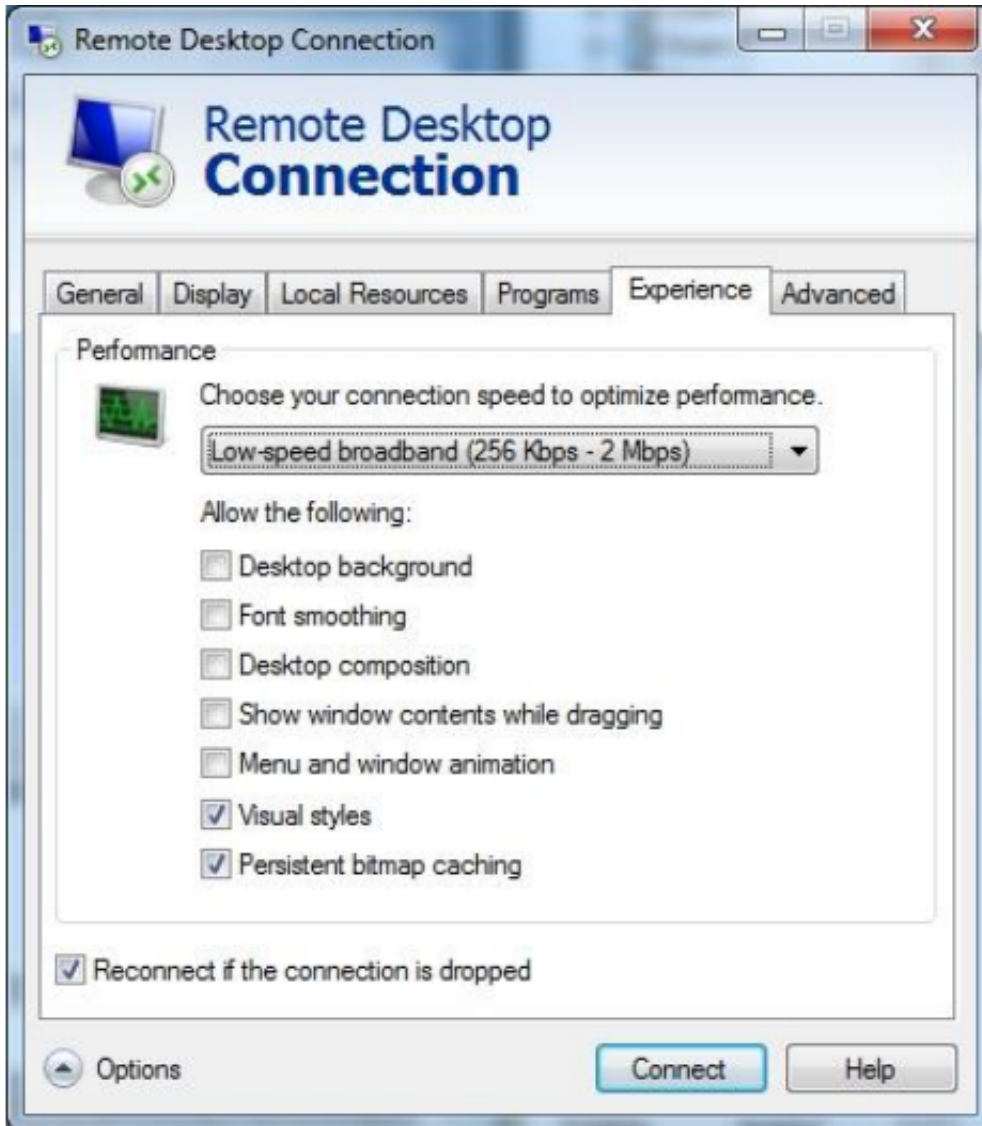 Remote Desktop Connection
Remote Desktop
Connection
General Display Local Resources Programs Experience Advanced
Performance
Choose your connection speed to optimize performance.
Low-speed broadband (256 Kbps - 2 Mbps)
Allow the following:
Desktop background
Font smoothing
Desktop composition
Show window contents while dragging
Menu and window animation
Visual styles
Persistent bitmap caching
Reconnect if the connection is dropped
Options Connect Help